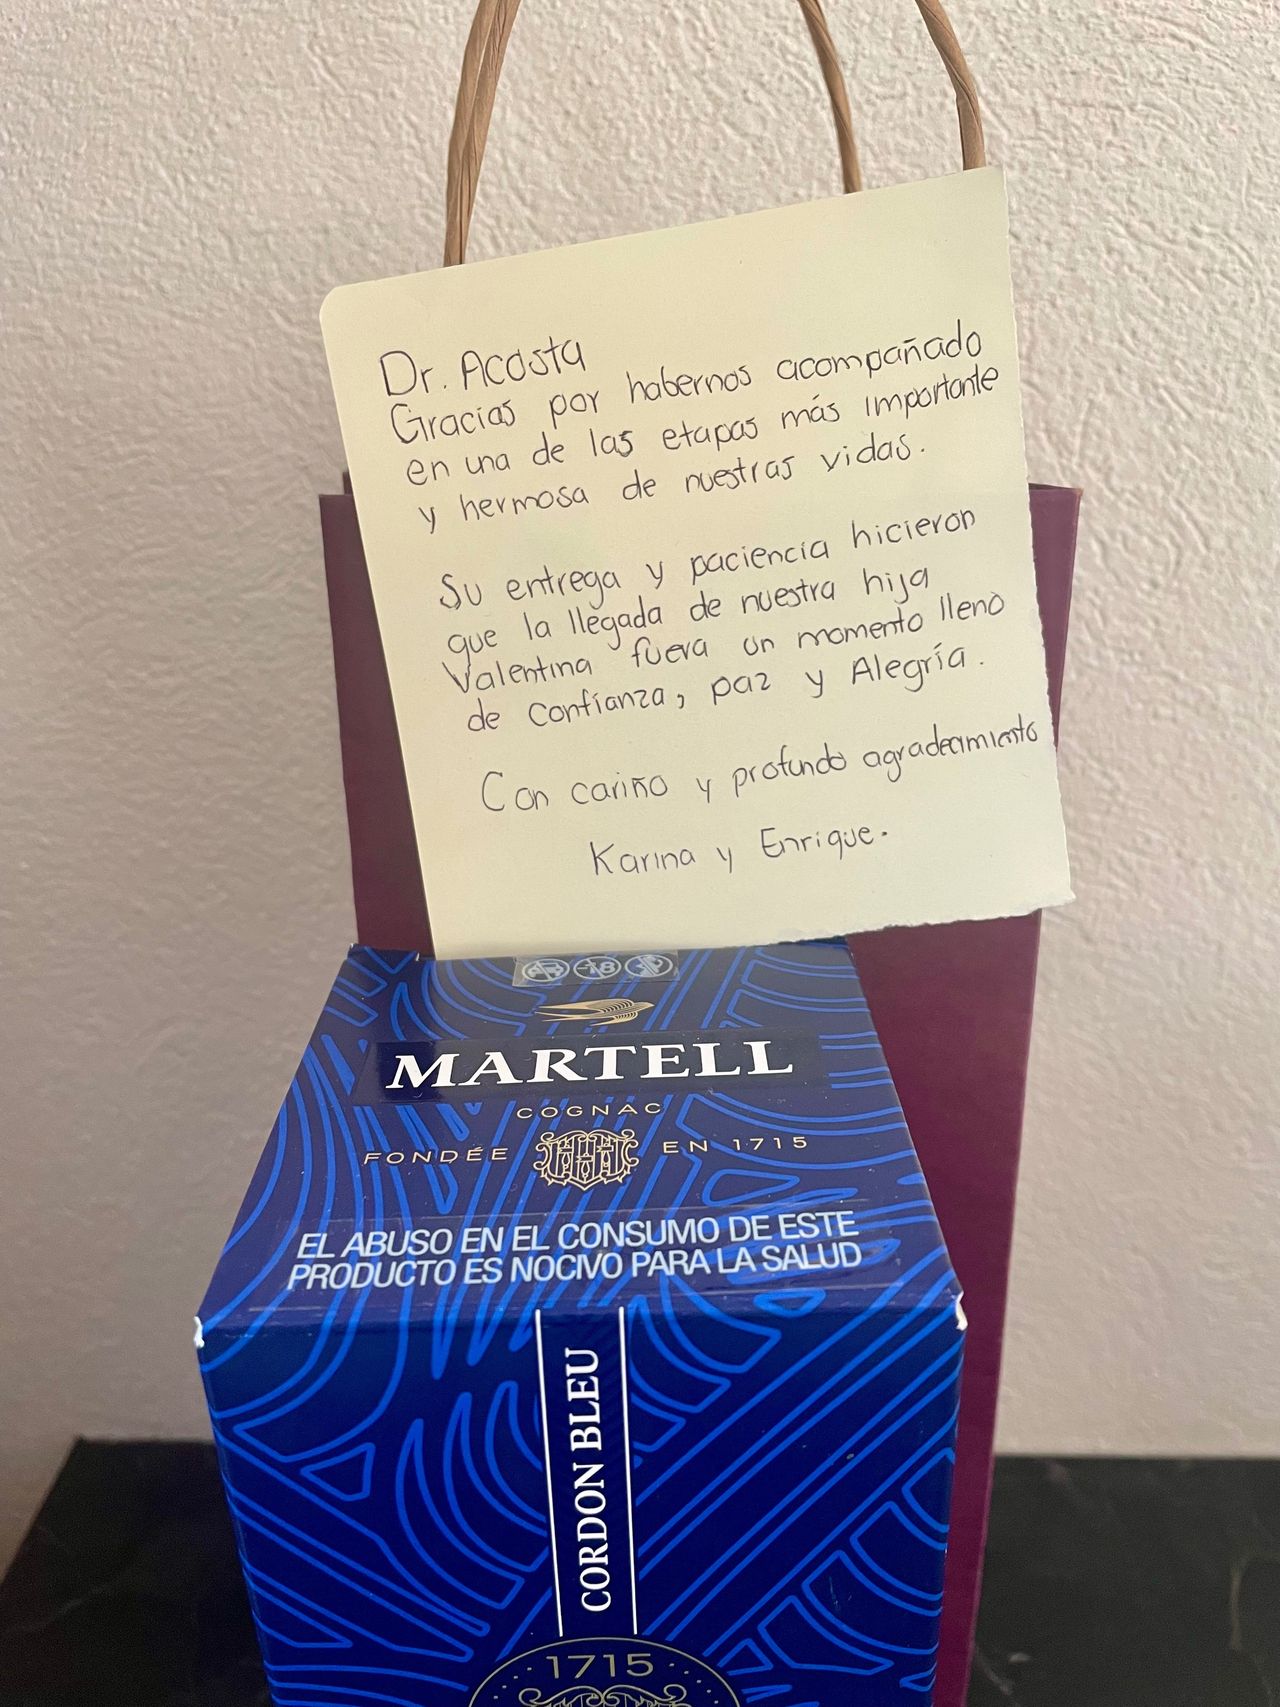 Dr. Acosta
Gracias por habernos acompañado
en una de las etapas más importante
y hermosa de nuestras vidas.
Su entrega y paciencia hicieron
que la llegada de nuestra hija
Valentina fuera un momento lleno
de confianza, paz y Alegría.
Con cariño y profundo agradecimiento
Karina y Enrique.
-18
MARTELL
COGNAC
FONDÉE EN 1715
EL ABUSO EN EL CONSUMO DE ESTE
PRODUCTO ES NOCIVO PARA LA SALUD
CORDON BLEU
1715